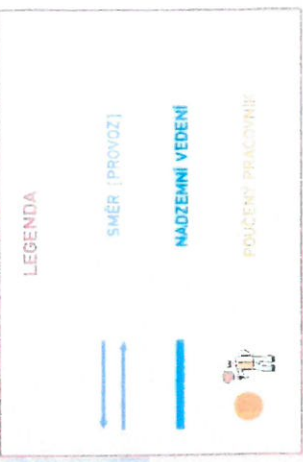 LEGENDA
SMĚR [PROVOZ]
NADZEMNÍ VEDENÍ
POUČENÝ PRACOVNÍK